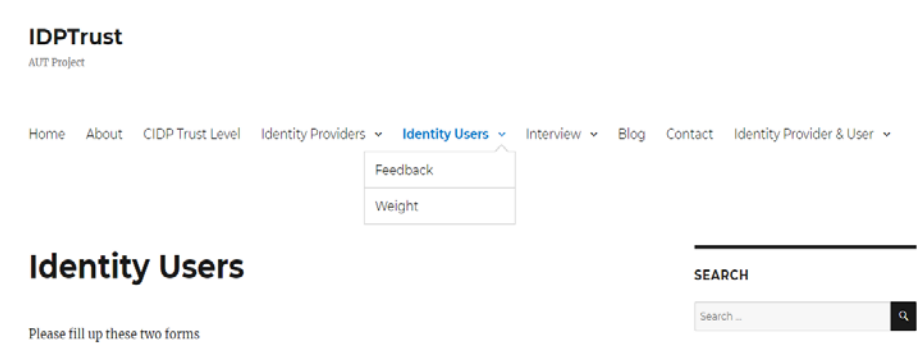 IDPTrust
AUT Project
Home About CIDP Trust Level Identity Providers Identity Users Interview Blog Contact Identity Provider & User
Feedback
Weight
Identity Users
SEARCH
Search ...
Please fill up these two forms